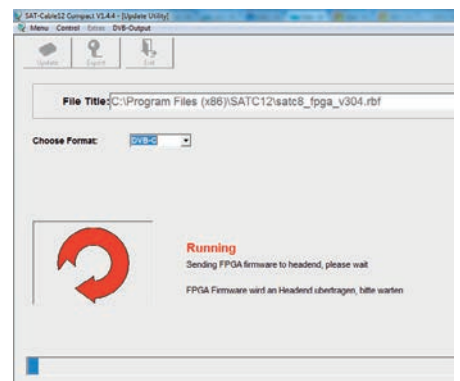 SAT-Cable12 Compact V1.4.4 - [Update Utility]
Menu Control Extras DVB-Output
Update Export Exit
File Title: C:\Program Files (x86)\SATC12\satc8_fpga_v304.rbf
Choose Format: DVB-C
Running
Sending FPGA firmware to headend, please wait
FPGA Firmware wird an Headend ubertragen, bitte warten